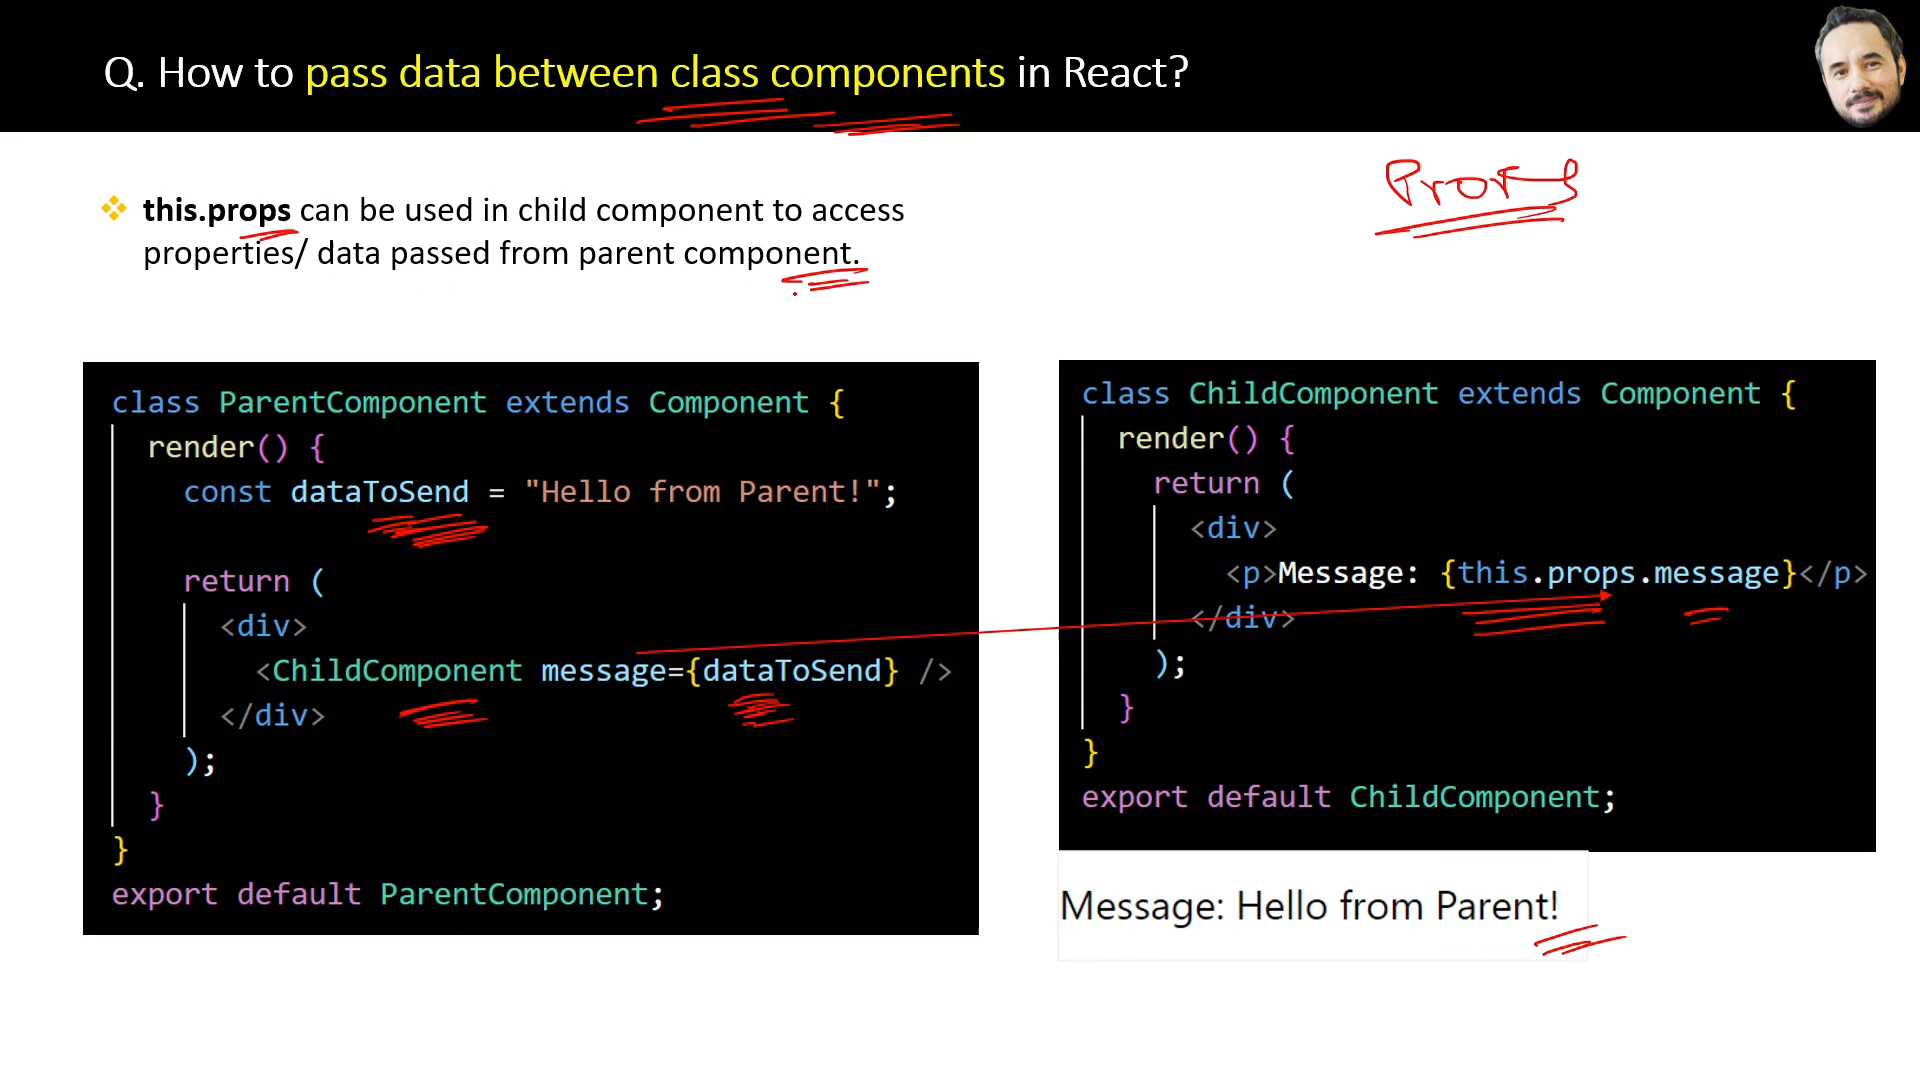 Q. How to pass data between class components in React?
Props
this.props can be used in child component to access
properties/ data passed from parent component.
class ParentComponent extends Component {
render() {
const dataToSend = "Hello from Parent!";
return (
<div>
<ChildComponent message={dataToSend} />
</div>
);
}
}
export default ParentComponent;
class ChildComponent extends Component {
render() {
return (
<div>
<p>Message: {this.props.message}</p>
</div>
);
}
}
export default ChildComponent;
Message: Hello from Parent!